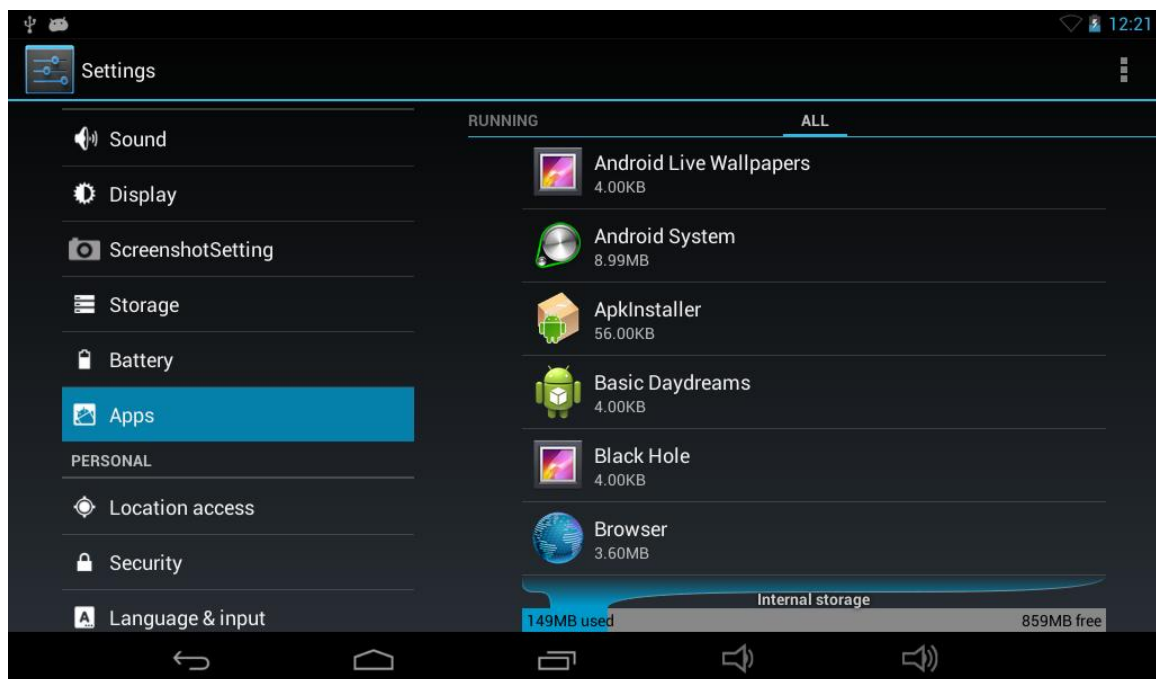 12:21
Settings
Sound
Display
ScreenshotSetting
Storage
Battery
Apps
PERSONAL
Location access
Security
Language & input
RUNNING ALL
Android Live Wallpapers
4.00KB
Android System
8.99MB
ApkInstaller
56.00KB
Basic Daydreams
4.00KB
Black Hole
4.00KB
Browser
3.60MB
Internal storage
149MB used 859MB free